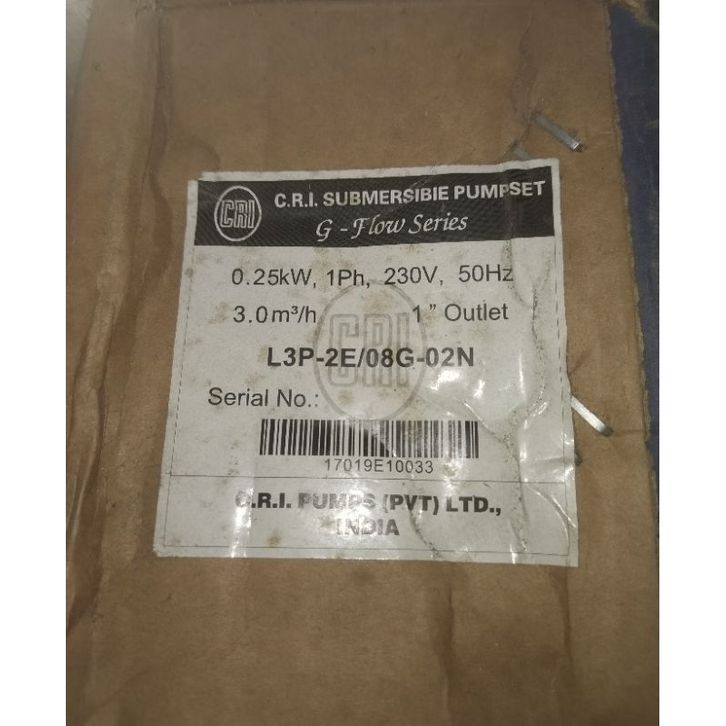 CRI
C.R.I. SUBMERSIBIE PUMPSET
G - Flow Series
0.25kW, 1Ph, 230V, 50Hz
3.0m³/h 1" Outlet
CRI
L3P-2E/08G-02N
Serial No.:
17019E10033
C.R.I. PUMPS (PVT) LTD.,
INDIA